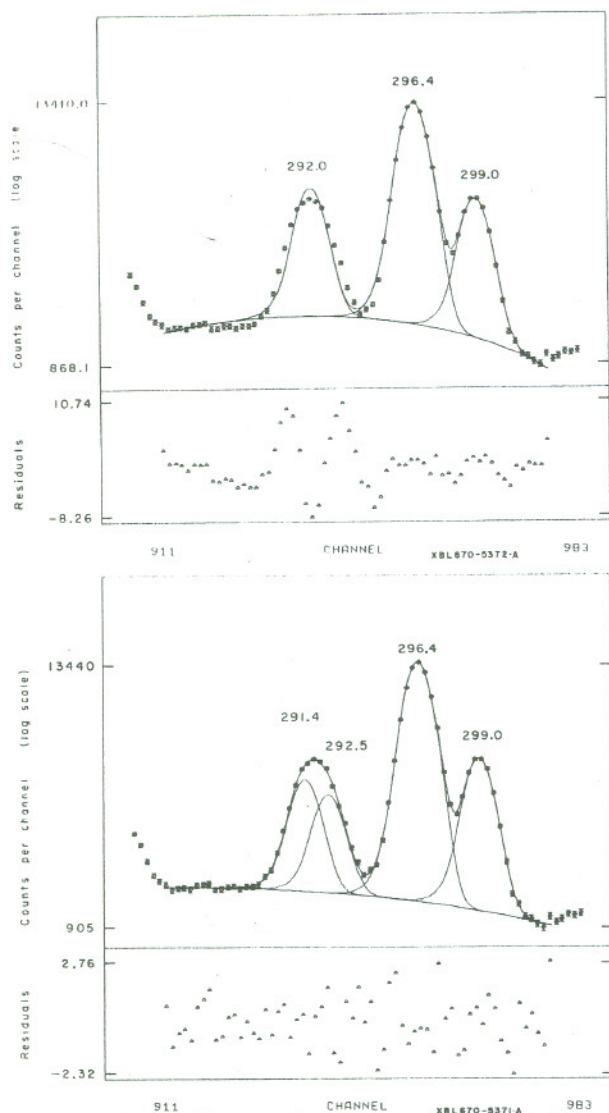 13410.0
296.4
292.0
299.0
Counts per channel (log scale
868.1
10.74
Residuals
-8.26
911 CHANNEL XBL670-5372-A 983
13440
296.4
291.4
292.5
299.0
Counts per channel (log scale)
905
2.76
Residuals
-2.32
911 CHANNEL XBL670-5371-A 983